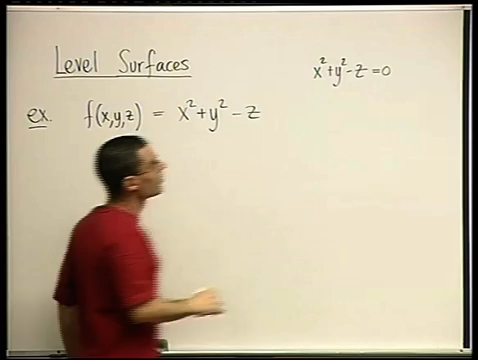 Level Surfaces
x²+y²-z=0
ex. f(x,y,z) = x²+y²-z